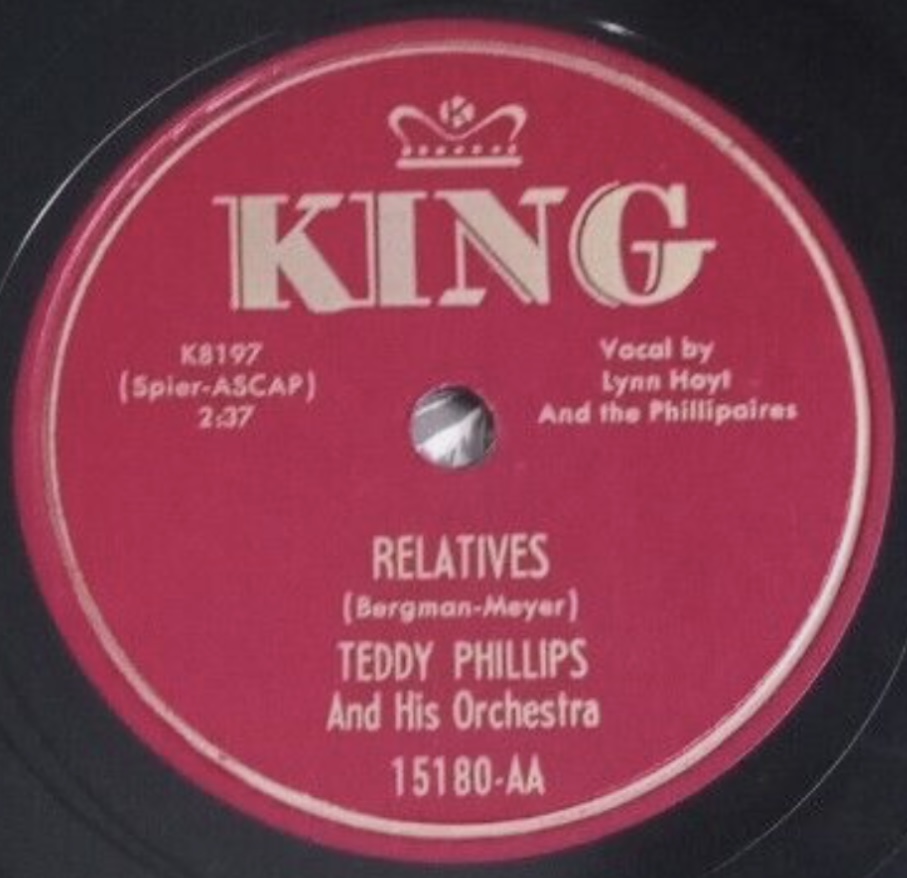 K
KING
K8197
(Spier-ASCAP)
2:37
Vocal by
Lynn Hoyt
And the Phillipaires
RELATIVES
(Bergman-Meyer)
TEDDY PHILLIPS
And His Orchestra
15180-AA